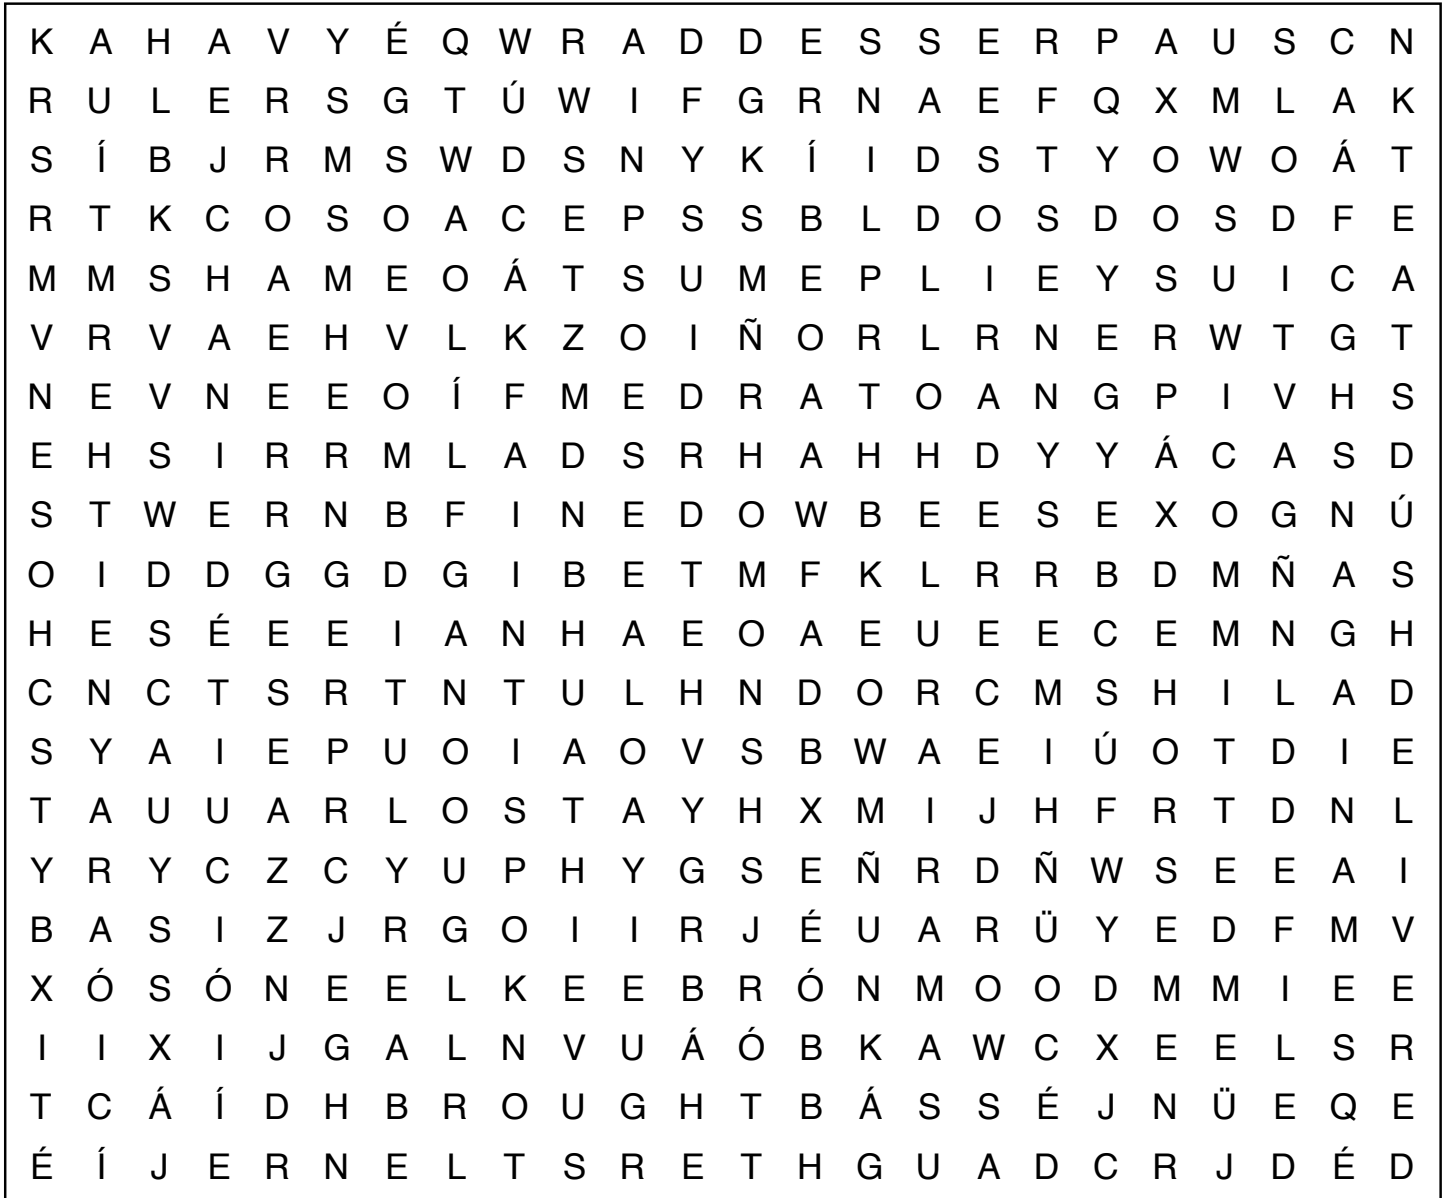 K A H A V Y É Q W R A D D E S S E R P A U S C N
R U L E R S G T Ú W I F G R N A E F Q X M L A K
S Í B J R M S W D S N Y K Í I D S T Y O W O Á T
R T K C O S O A C E P S S B L D O S D O S D F E
M M S H A M E O Á T S U M E P L I E Y S U I C A
V R V A E H V L K Z O I Ñ O R L R N E R W T G T
N E V N E E O Í F M E D R A T O A N G P I V H S
E H S I R R M L A D S R H A H H D Y Y Á C A S D
S T W E R N B F I N E D O W B E E S E X O G N Ú
O I D D G G D G I B E T M F K L R R B D M Ñ A S
H E S É E E I A N H A E O A E U E E C E M N G H
C N C T S R T N T U L H N D O R C M S H I L A D
S Y A I E P U O I A O V S B W A E I Ú O T D I E
T A U U A R L O S T A Y H X M I J H F R T D N L
Y R Y C Z C Y U P H Y G S E Ñ R D Ñ W S E E A I
B A S I Z J R G O I I R J É U A R Ü Y E D F M V
X Ó S Ó N E E L K E E B R Ó N M O O D M M I E E
I I X I J G A L N V U Á Ó B K A W C X E E L S R
T C Á Í D H B R O U G H T B Á S S É J N Ü E Q E
É Í J E R N E L T S R E T H G U A D C R J D É D